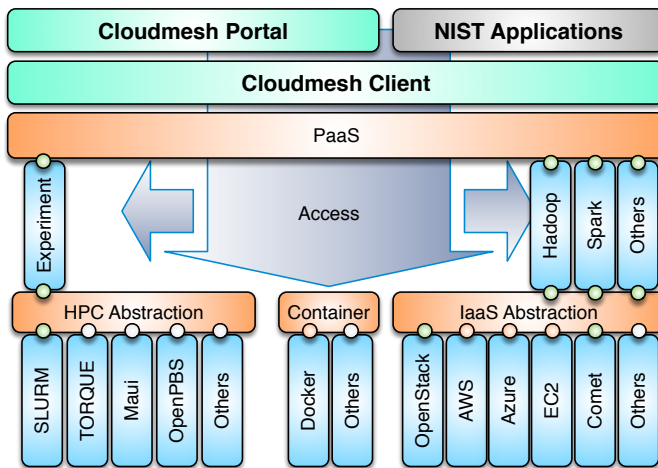 Cloudmesh Portal
NIST Applications
Cloudmesh Client
PaaS
Access
Experiment
Hadoop
Spark
Others
HPC Abstraction
Container
IaaS Abstraction
SLURM
TORQUE
Maui
OpenPBS
Others
Docker
Others
OpenStack
AWS
Azure
EC2
Comet
Others